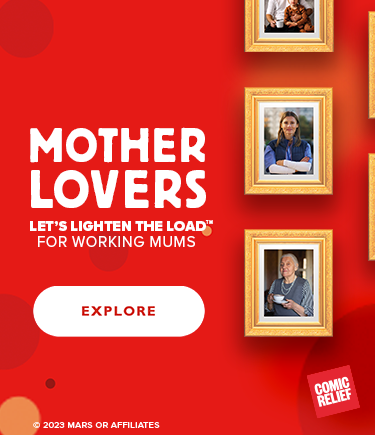 MOTHER
LOVERS
LET'S LIGHTEN THE LOAD™
FOR WORKING MUMS
EXPLORE
COMIC
RELIEF
© 2023 MARS OR AFFILIATES